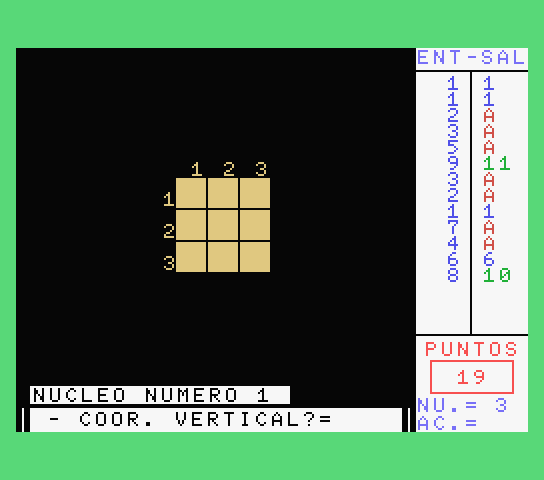 ENT-SAL
1 1
1 1
2 A
3 A
5 A
9 11
3 A
2 A
1 1
7 A
4 A
6 6
8 10
1 2 3
1
2
3
PUNTOS
19
NUCLEO NUMERO 1
NU.= 3
- COOR. VERTICAL?=
AC.=